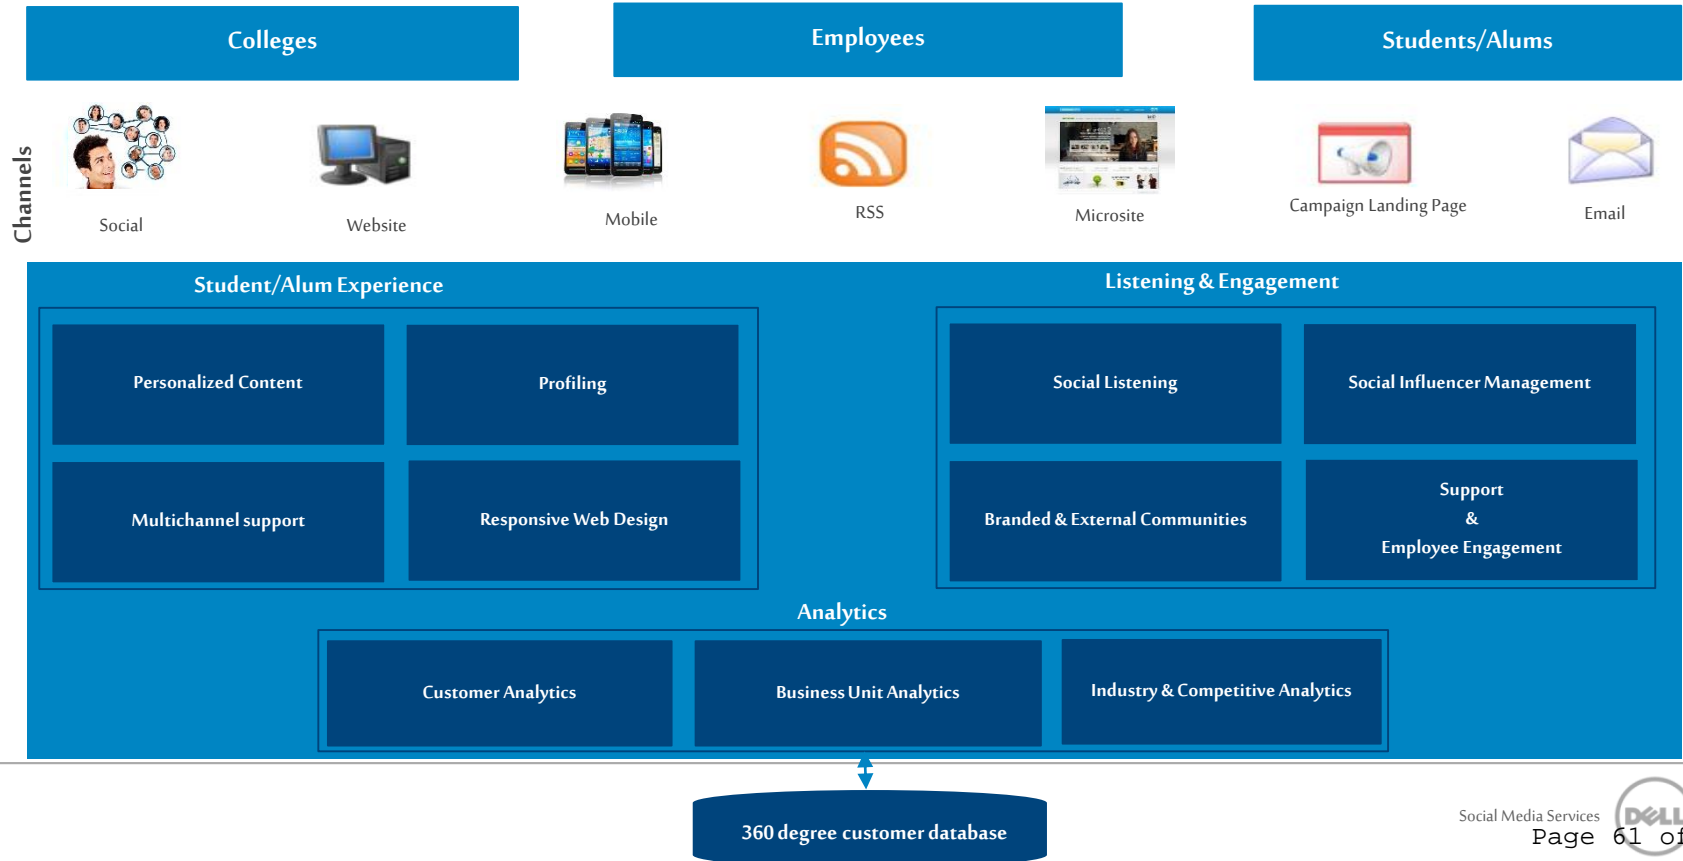 Colleges
Employees
Students/Alums
Channels
Social
Website
Mobile
RSS
Microsite
Campaign Landing Page
Email
Student/Alum Experience
Personalized Content
Profiling
Multichannel support
Responsive Web Design
Listening & Engagement
Social Listening
Social Influencer Management
Branded & External Communities
Support
&
Employee Engagement
Analytics
Customer Analytics
Business Unit Analytics
Industry & Competitive Analytics
360 degree customer database
Social Media Services
DELL
Page 61 of